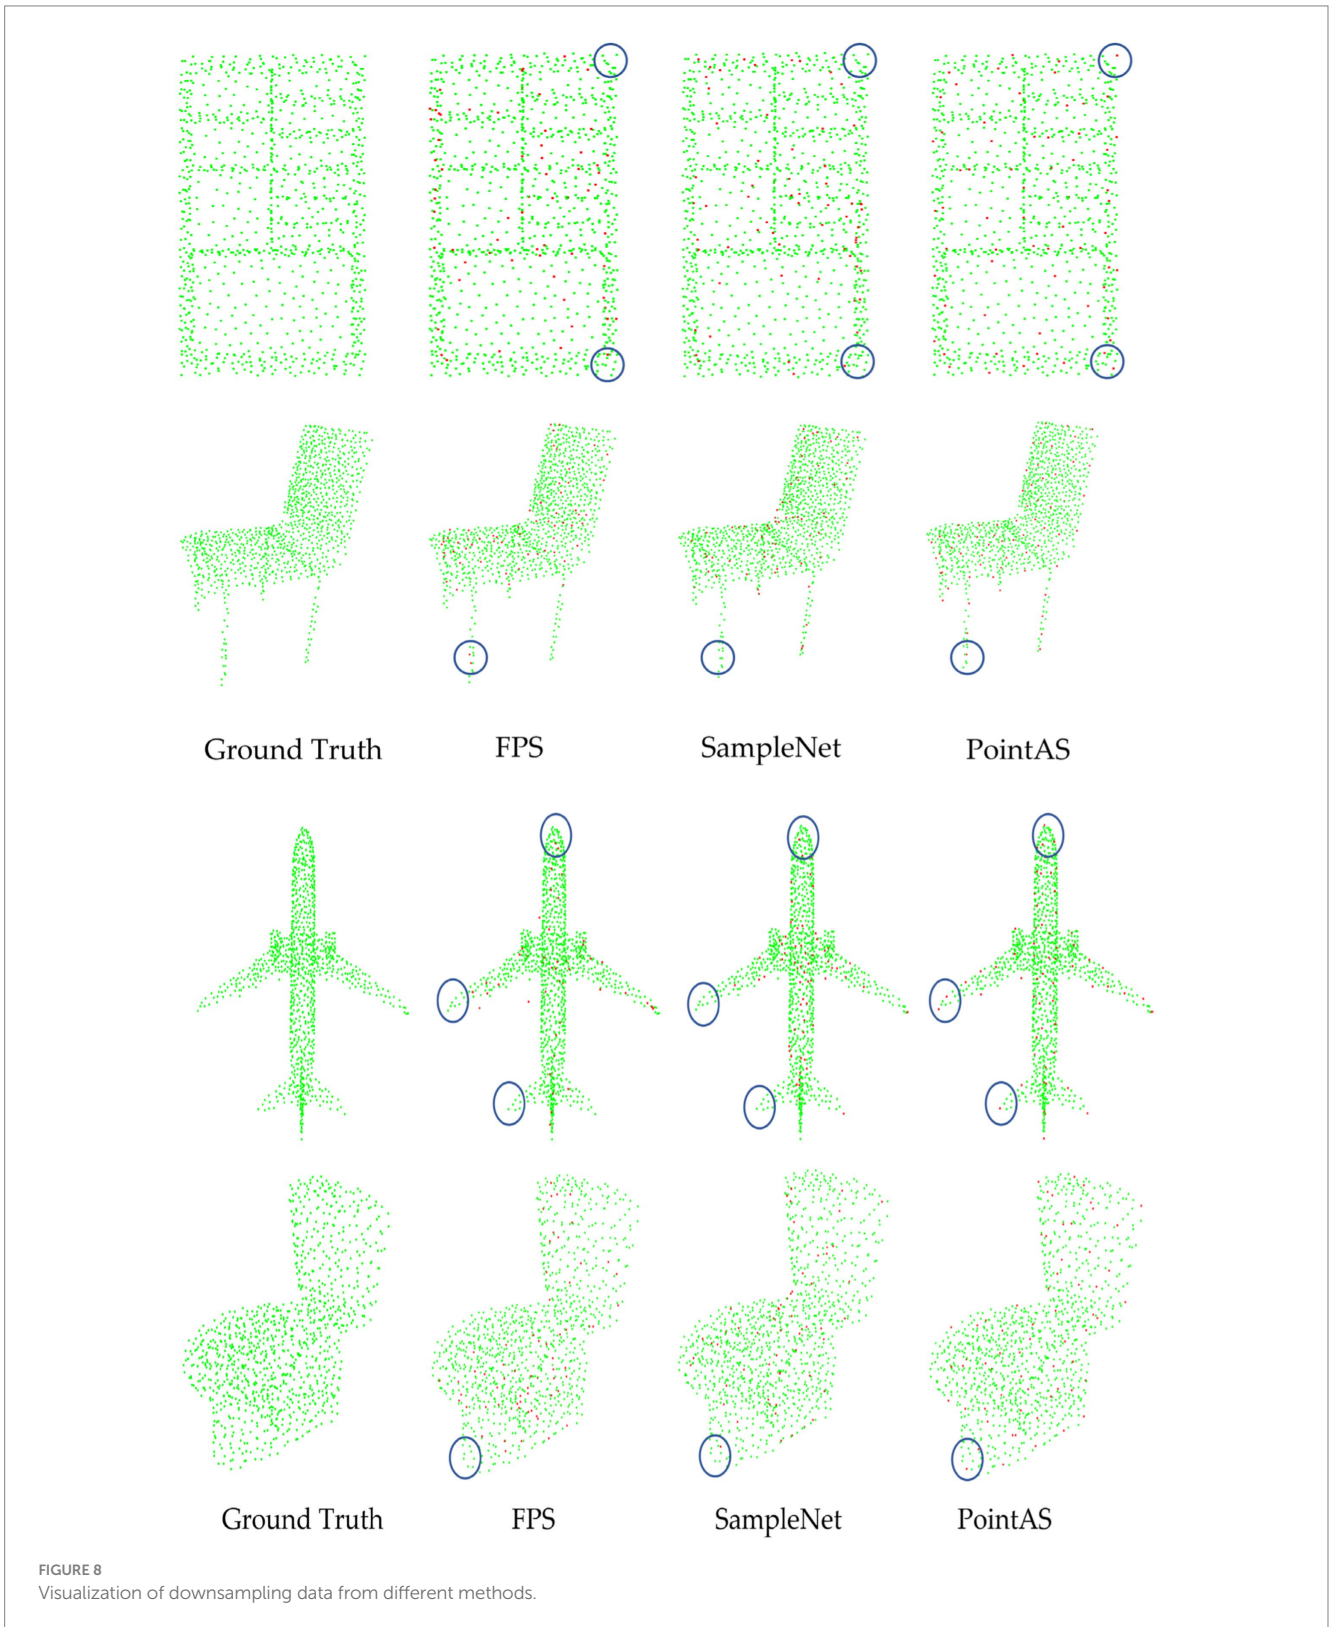 Ground Truth FPS SampleNet PointAS
Ground Truth FPS SampleNet PointAS
FIGURE 8
Visualization of downsampling data from different methods.